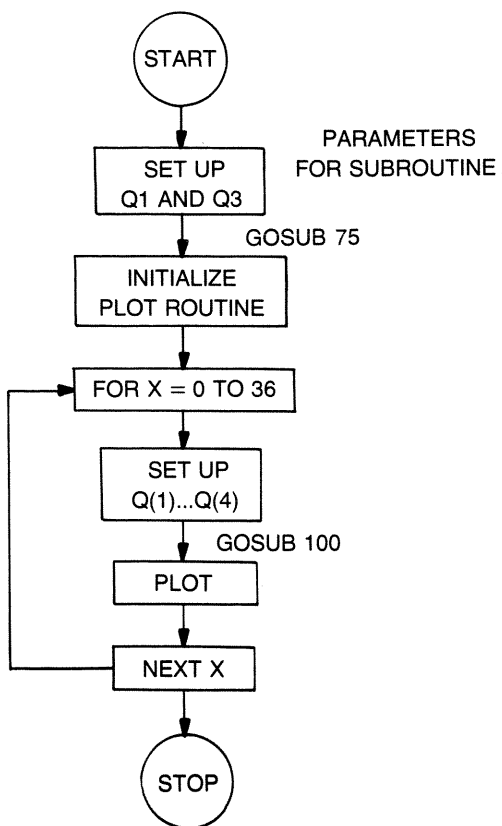 START
PARAMETERS
FOR SUBROUTINE
SET UP
Q1 AND Q3
GOSUB 75
INITIALIZE
PLOT ROUTINE
FOR X = 0 TO 36
SET UP
Q(1)...Q(4)
GOSUB 100
PLOT
NEXT X
STOP